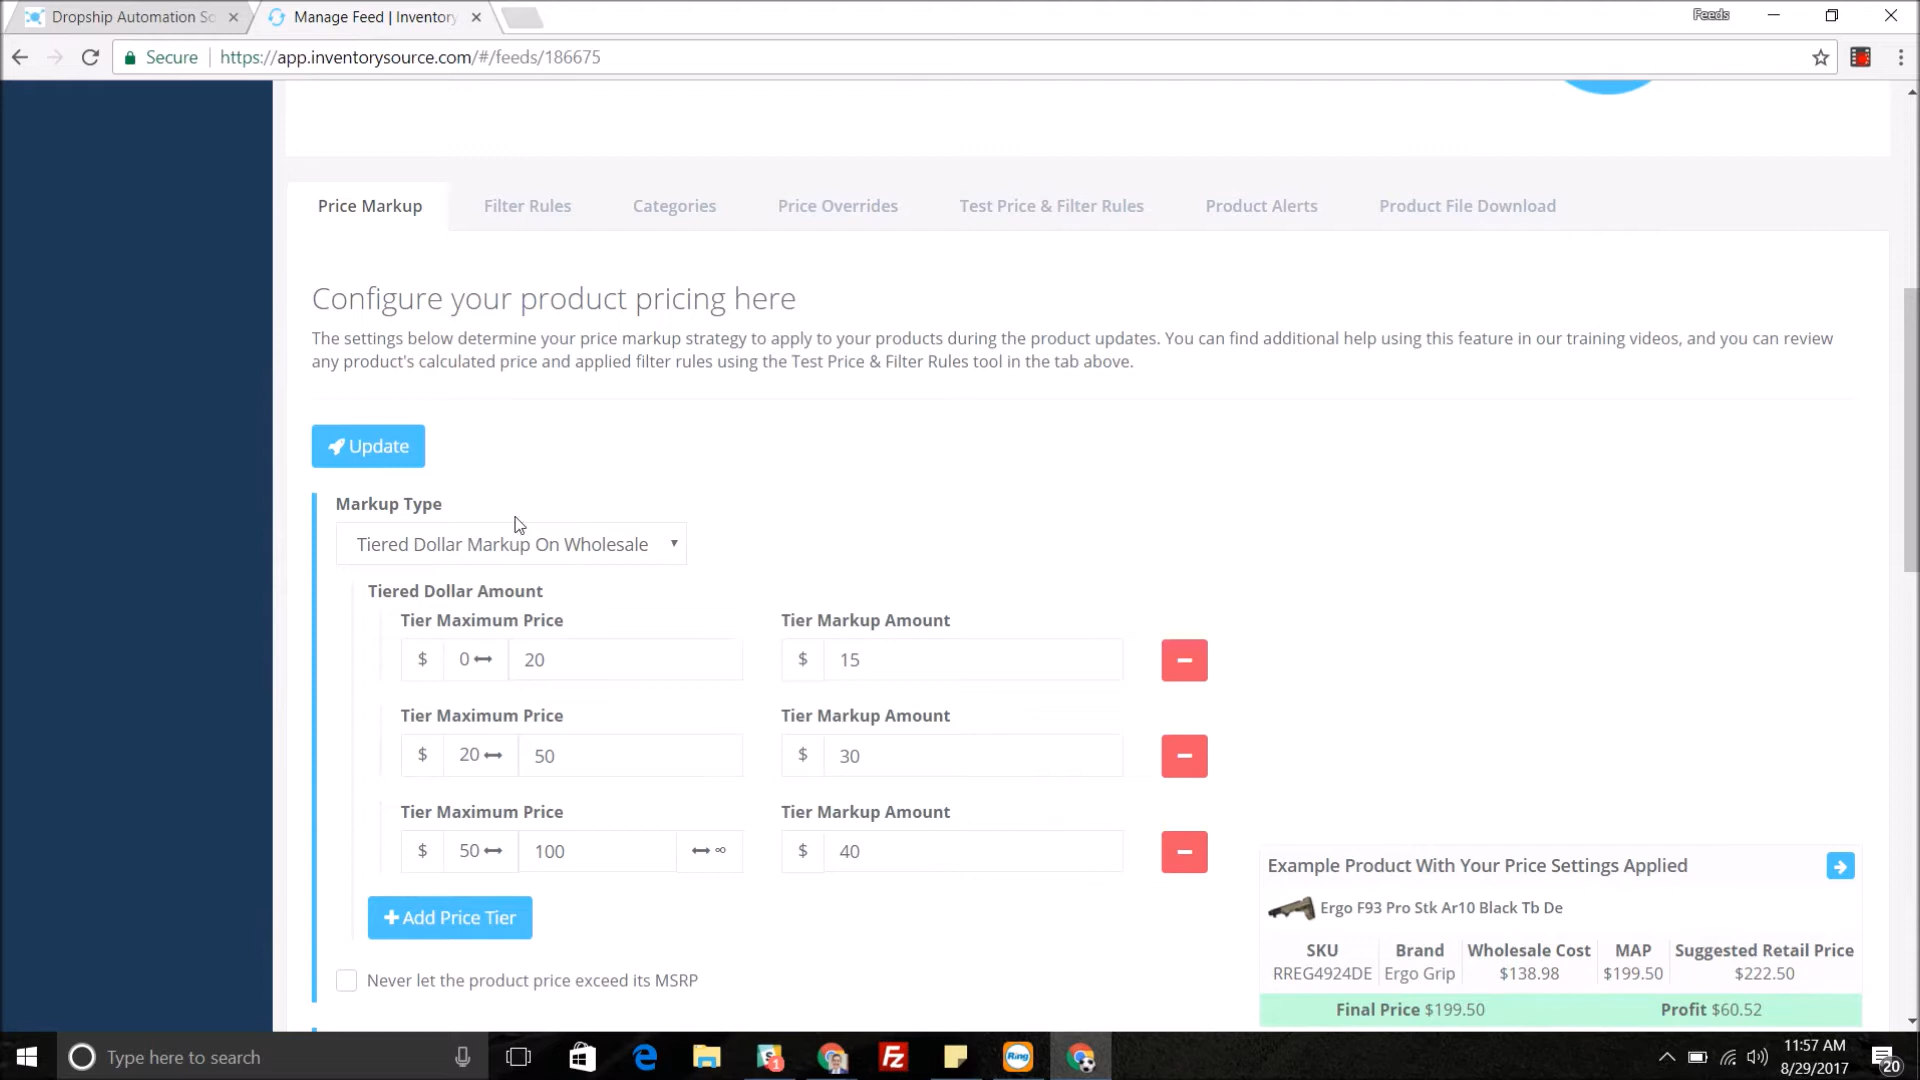 Dropship Automation So
Manage Feed | Inventory
Feeds
Secure
https://app.inventorysource.com/#/feeds/186675
Price Markup
Filter Rules
Categories
Price Overrides
Test Price & Filter Rules
Product Alerts
Product File Download
Configure your product pricing here
The settings below determine your price markup strategy to apply to your products during the product updates. You can find additional help using this feature in our training videos, and you can review
any product's calculated price and applied filter rules using the Test Price & Filter Rules tool in the tab above.
Update
Markup Type
Tiered Dollar Markup On Wholesale
Tiered Dollar Amount
Tier Maximum Price Tier Markup Amount
$ 0 ↔ 20 $ 15
Tier Maximum Price Tier Markup Amount
$ 20 ↔ 50 $ 30
Tier Maximum Price Tier Markup Amount
$ 50 ↔ 100 ↔ ∞ $ 40
+ Add Price Tier
Never let the product price exceed its MSRP
Example Product With Your Price Settings Applied
Ergo F93 Pro Stk Ar10 Black Tb De
SKU Brand Wholesale Cost MAP Suggested Retail Price
RREG4924DE Ergo Grip $138.98 $199.50 $222.50
Final Price $199.50 Profit $60.52
Type here to search
1
Fz
Ring
11:57 AM
8/29/2017
20